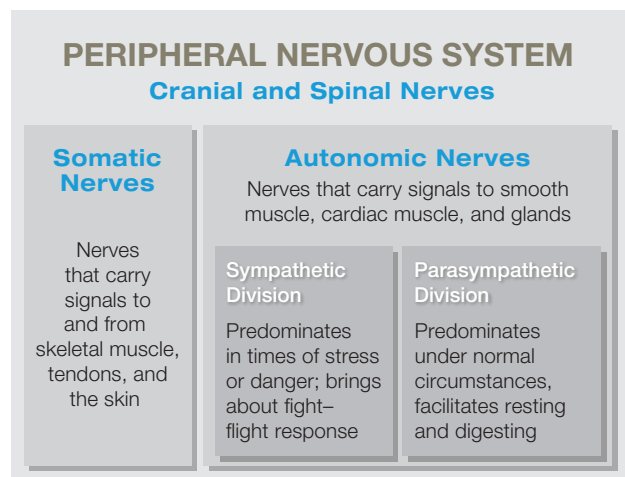 PERIPHERAL NERVOUS SYSTEM
Cranial and Spinal Nerves
Somatic
Nerves
Nerves
that carry
signals to
and from
skeletal muscle,
tendons, and
the skin
Autonomic Nerves
Nerves that carry signals to smooth
muscle, cardiac muscle, and glands
Sympathetic
Division
Predominates
in times of stress
or danger; brings
about fight–
flight response
Parasympathetic
Division
Predominates
under normal
circumstances,
facilitates resting
and digesting